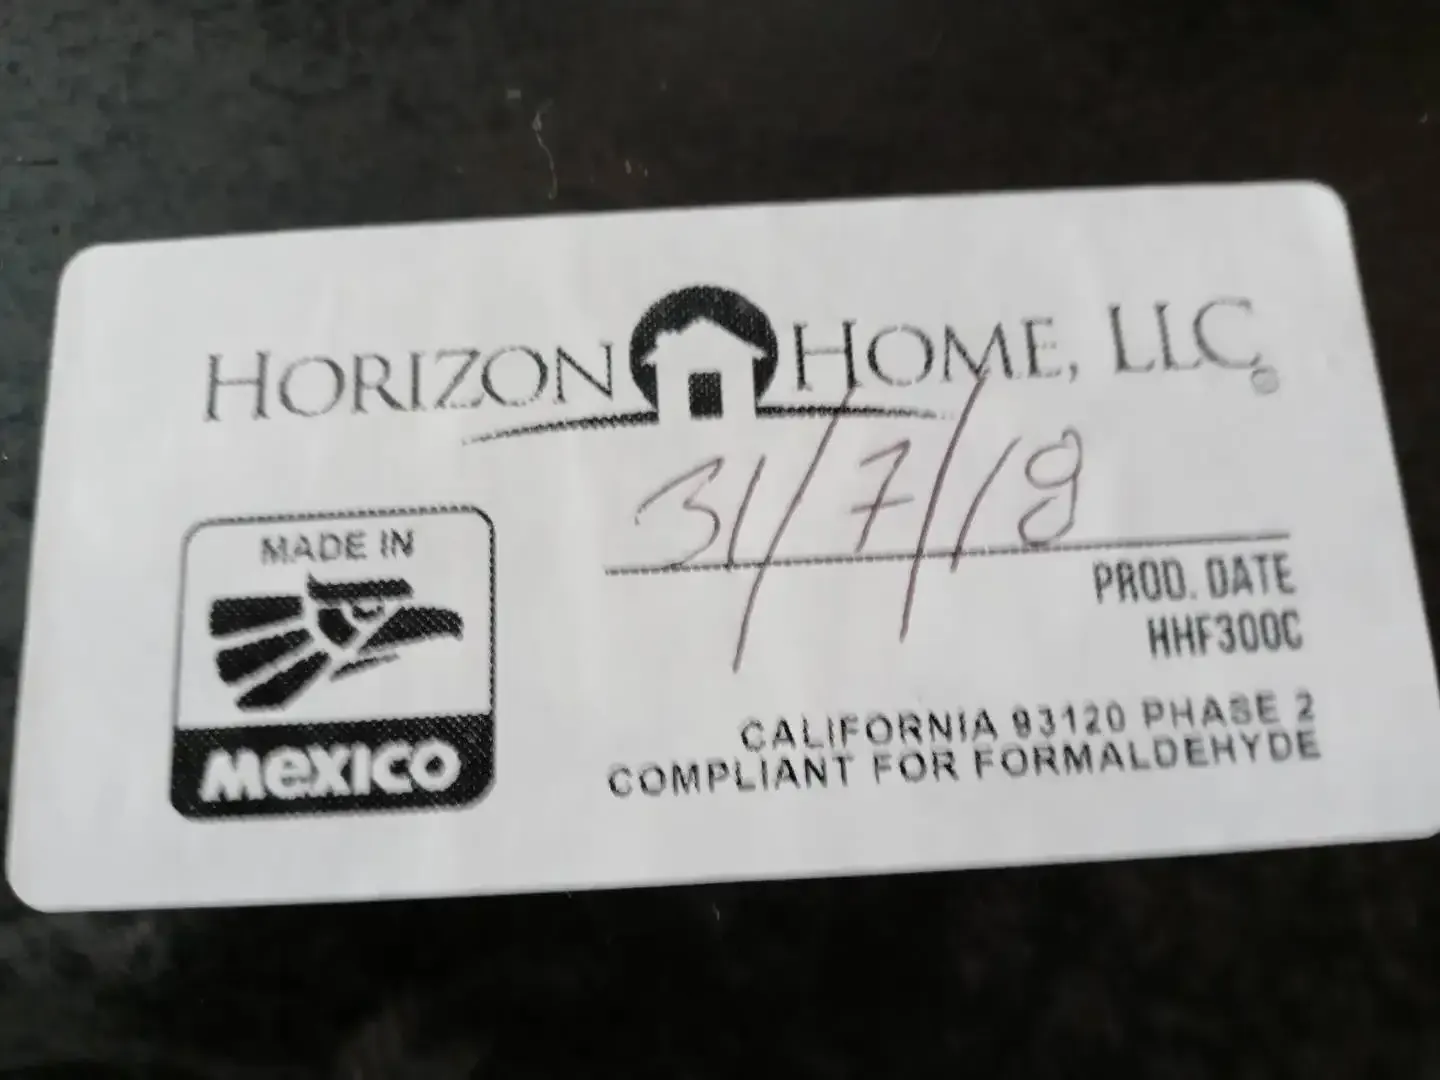 HORIZON HOME, LLC
31/7/18
MADE IN
PROD. DATE
HHF300C
CALIFORNIA 93120 PHASE 2
MEXICO
COMPLIANT FOR FORMALDEHYDE